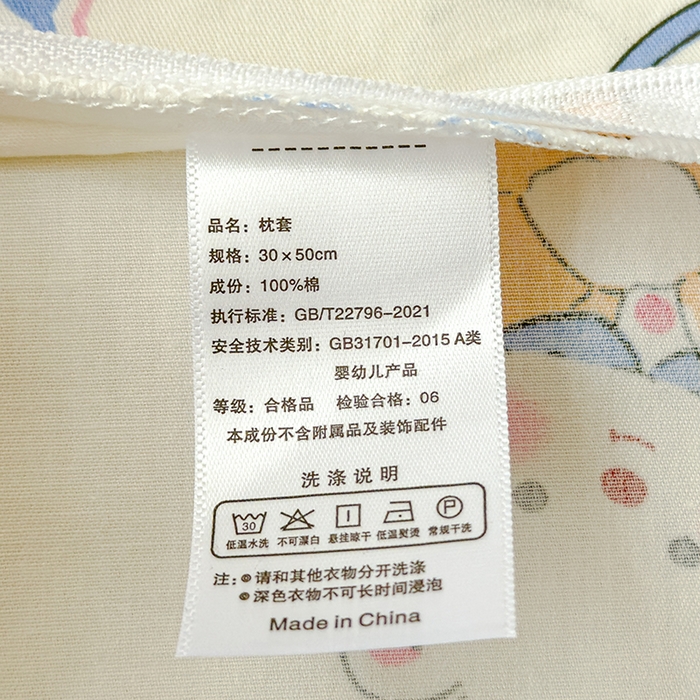 品名：枕套
规格：30×50cm
成份：100%棉
执行标准：GB/T22796-2021
安全技术类别：GB31701-2015 A类
婴幼儿产品
等级：合格品 检验合格：06
本成份不含附属品及装饰配件
洗涤说明
30 P
低温水洗 不可漂白 悬挂晾干 低温熨烫 常规干洗
注：◉请和其他衣物分开洗涤
◉深色衣物不可长时间浸泡
Made in China